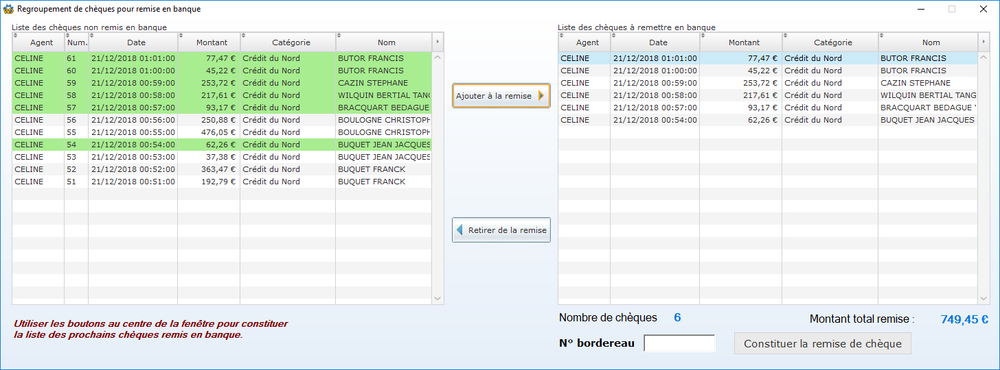 Regroupement de chèques pour remise en banque
Liste des chèques non remis en banque
Agent Num. Date Montant Catégorie Nom
CELINE 61 21/12/2018 01:01:00 77,47 € Crédit du Nord BUTOR FRANCIS
CELINE 60 21/12/2018 01:00:00 45,22 € Crédit du Nord BUTOR FRANCIS
CELINE 59 21/12/2018 00:59:00 253,72 € Crédit du Nord CAZIN STEPHANE
CELINE 58 21/12/2018 00:58:00 217,61 € Crédit du Nord WILQUIN BERTIAL TANG
CELINE 57 21/12/2018 00:57:00 93,17 € Crédit du Nord BRACQUART BEDAGUE
CELINE 56 21/12/2018 00:56:00 250,88 € Crédit du Nord BOULOGNE CHRISTOPH
CELINE 55 21/12/2018 00:55:00 476,05 € Crédit du Nord BOULOGNE CHRISTOPH
CELINE 54 21/12/2018 00:54:00 62,26 € Crédit du Nord BUQUET JEAN JACQUES
CELINE 53 21/12/2018 00:53:00 37,38 € Crédit du Nord BUQUET JEAN JACQUES
CELINE 52 21/12/2018 00:52:00 363,47 € Crédit du Nord BUQUET FRANCK
CELINE 51 21/12/2018 00:51:00 192,79 € Crédit du Nord BUQUET FRANCK
Utiliser les boutons au centre de la fenêtre pour constituer
la liste des prochains chèques remis en banque.
Ajouter à la remise
Retirer de la remise
Liste des chèques à remettre en banque
Agent Date Montant Catégorie Nom
CELINE 21/12/2018 01:01:00 77,47 € Crédit du Nord BUTOR FRANCIS
CELINE 21/12/2018 01:00:00 45,22 € Crédit du Nord BUTOR FRANCIS
CELINE 21/12/2018 00:59:00 253,72 € Crédit du Nord CAZIN STEPHANE
CELINE 21/12/2018 00:58:00 217,61 € Crédit du Nord WILQUIN BERTIAL TANG
CELINE 21/12/2018 00:57:00 93,17 € Crédit du Nord BRACQUART BEDAGUE
CELINE 21/12/2018 00:54:00 62,26 € Crédit du Nord BUQUET JEAN JACQUES
Nombre de chèques 6 Montant total remise : 749,45 €
N° bordereau Constituer la remise de chèque